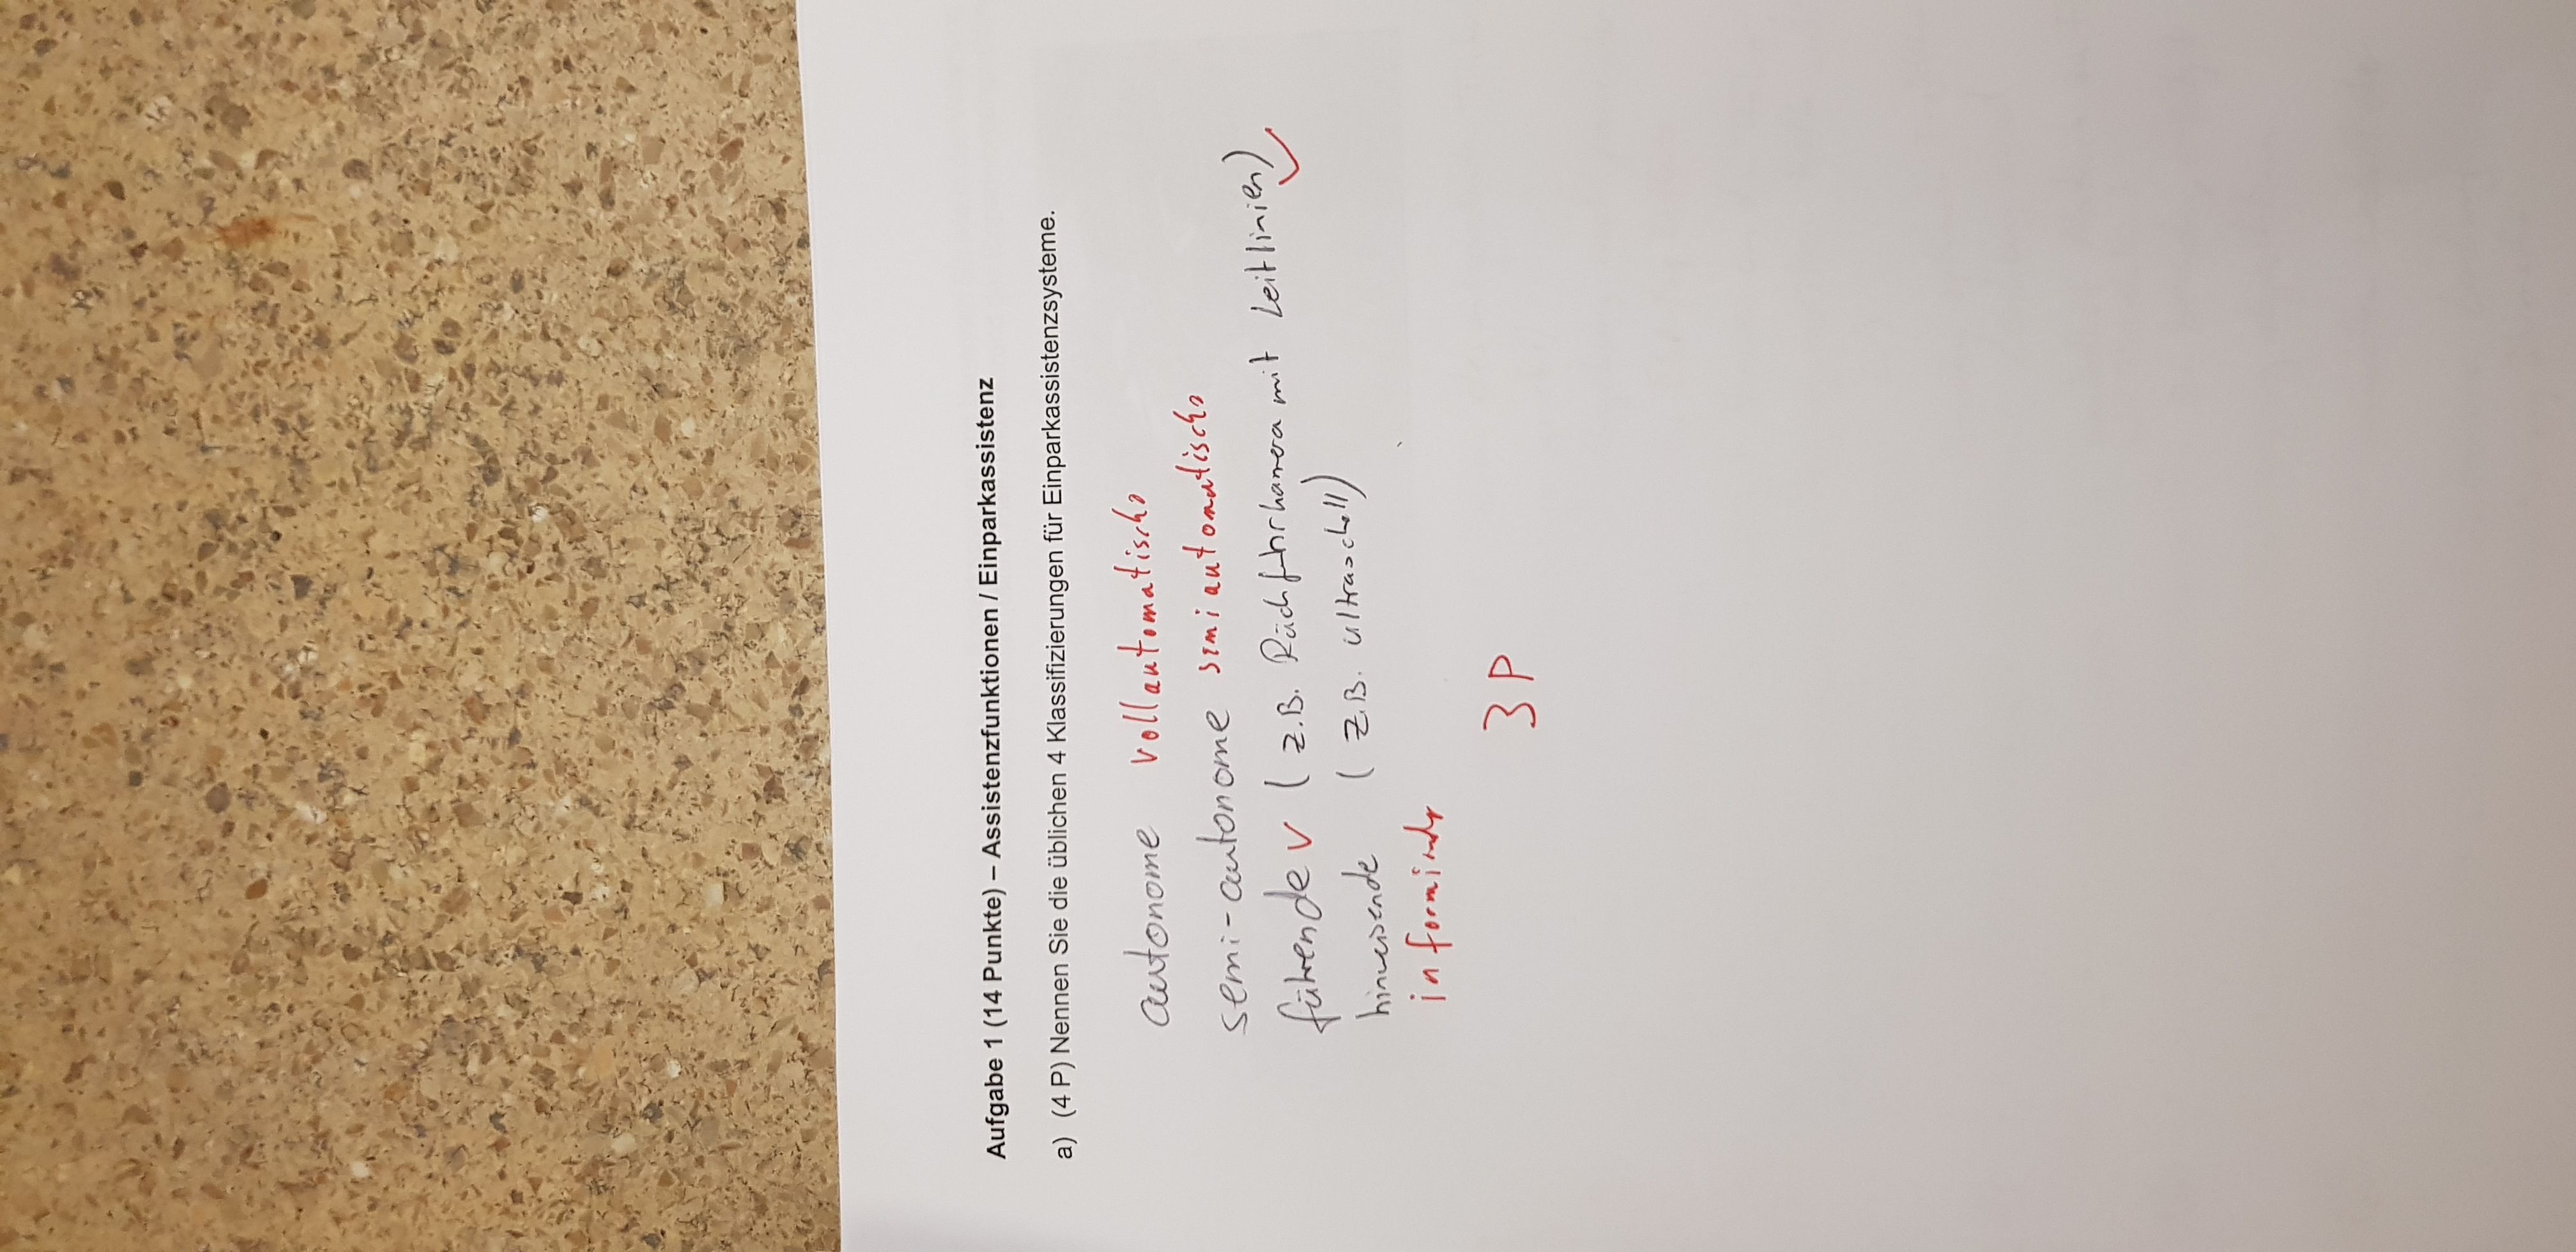 Aufgabe 1 (14 Punkte) – Assistenzfunktionen / Einparkassistenz
a) (4 P) Nennen Sie die üblichen 4 Klassifizierungen für Einparkassistenzsysteme.
autonome vollautomatische
semi-autonome semiautomatische
führende ✓ (z.B. Rückfahrkamera mit Leitlinien) ✓
hinweisende (z.B. Ultraschall)
informierende
3 P